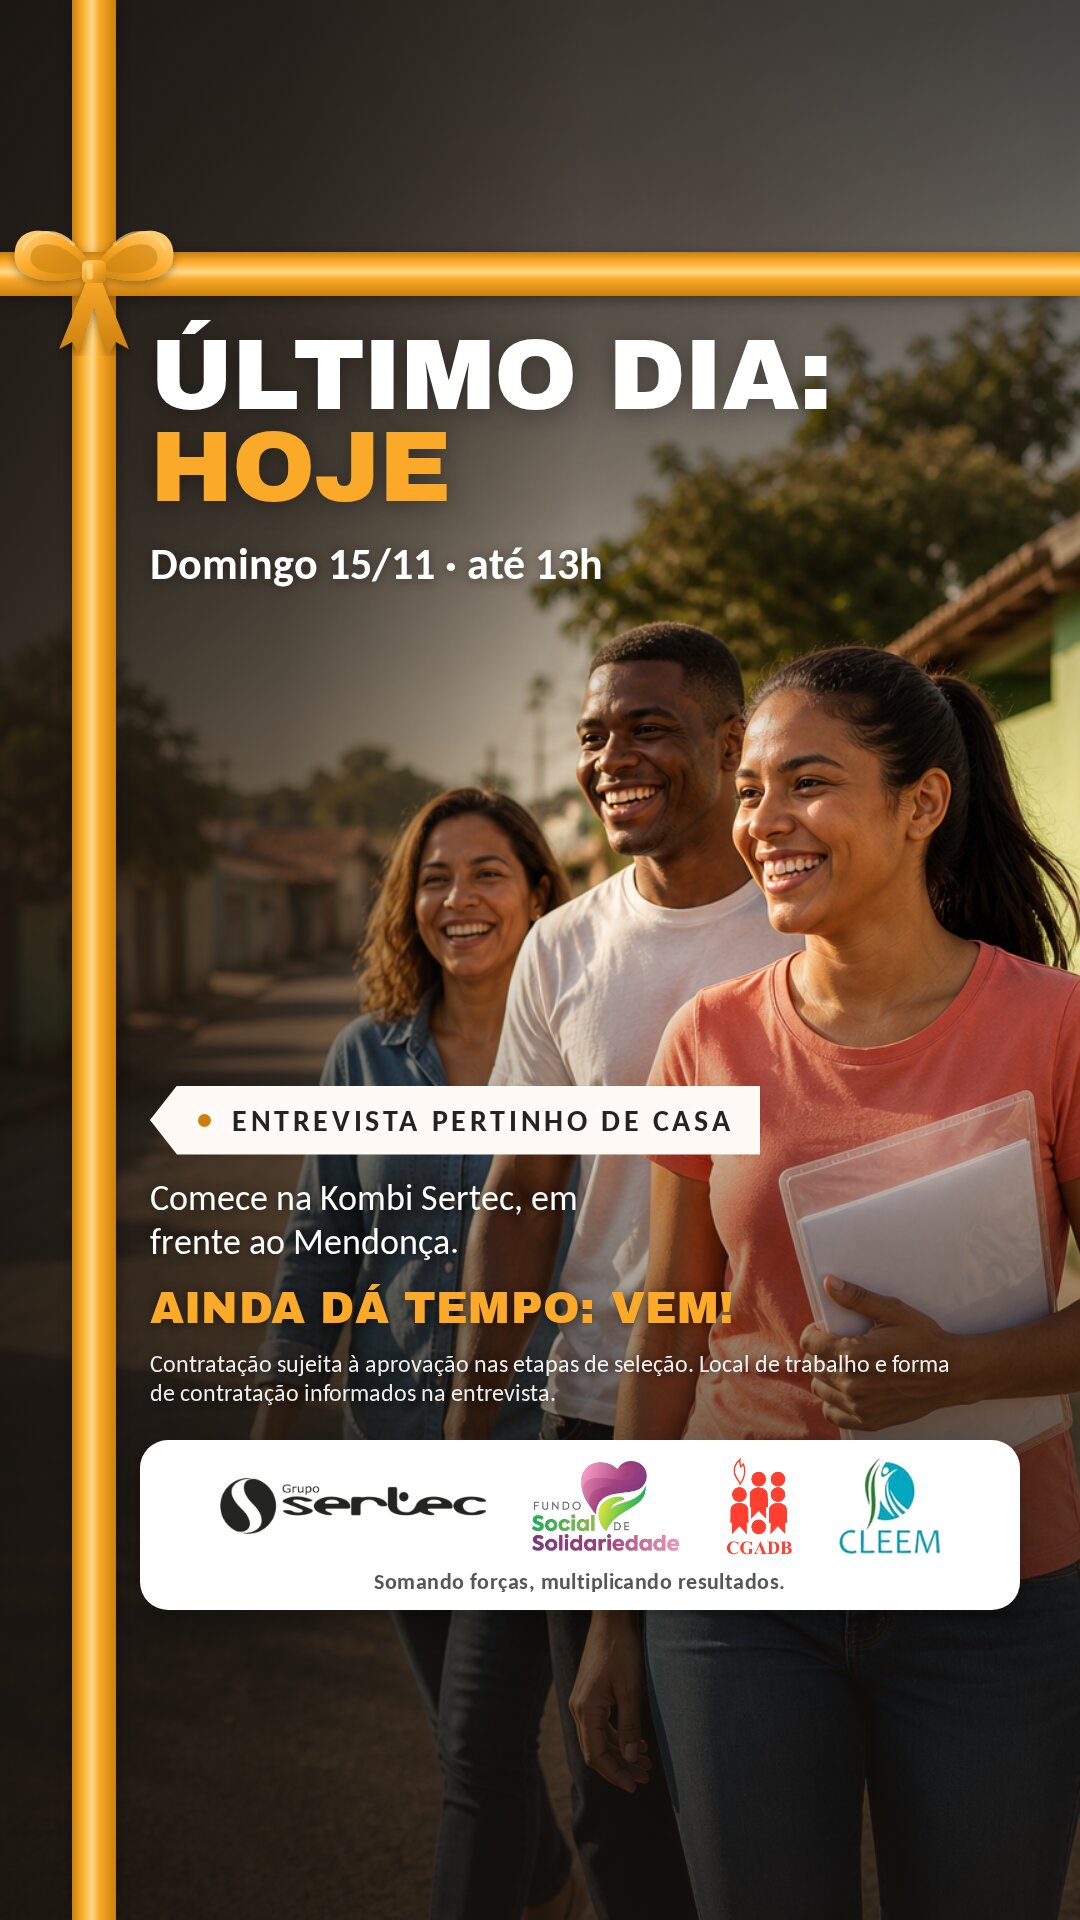 ÚLTIMO DIA:
HOJE
Domingo 15/11 · até 13h
ENTREVISTA PERTINHO DE CASA
Comece na Kombi Sertec, em
frente ao Mendonça.
AINDA DÁ TEMPO: VEM!
Contratação sujeita à aprovação nas etapas de seleção. Local de trabalho e forma
de contratação informados na entrevista.
Grupo
sertec
FUNDO
Social DE
Solidariedade
CGADB
CLEEM
Somando forças, multiplicando resultados.